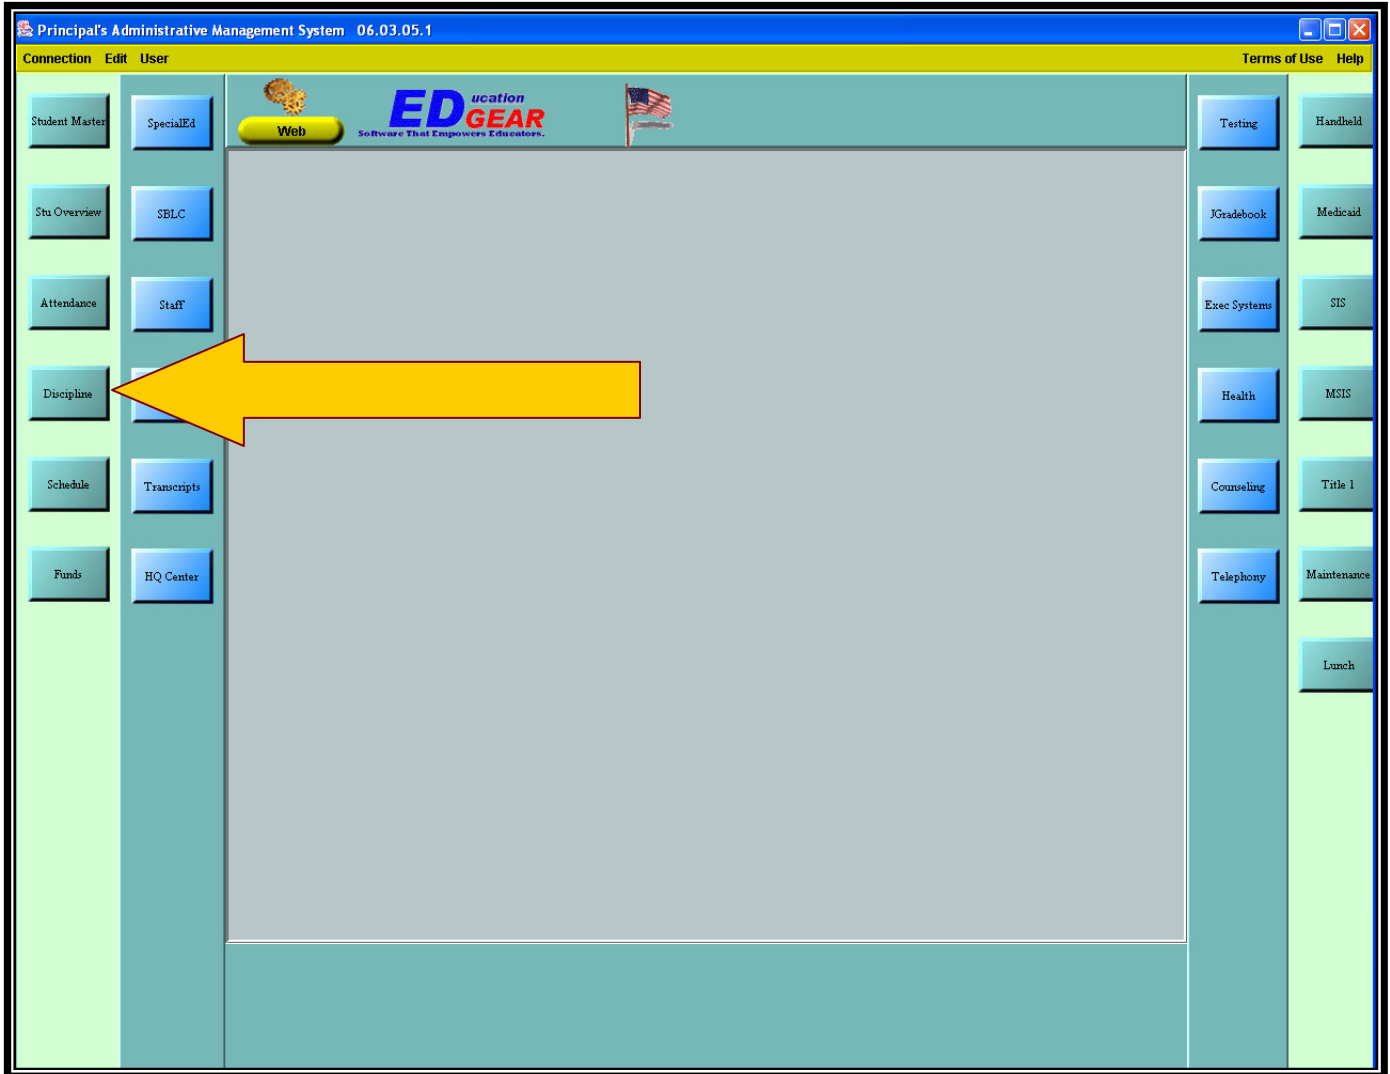 Principal's Administrative Management System 06.03.05.1
Connection Edit User Terms of Use Help
Student Master
Stu Overview
Attendance
Discipline
Schedule
Funds
SpecialEd
SBLC
Staff
Transcripts
HQ Center
Web
EDucation
GEAR
Software That Empowers Educators.
Testing
JGradebook
Exec Systems
Health
Counseling
Telephony
Handheld
Medicaid
SIS
MSIS
Title 1
Maintenance
Lunch